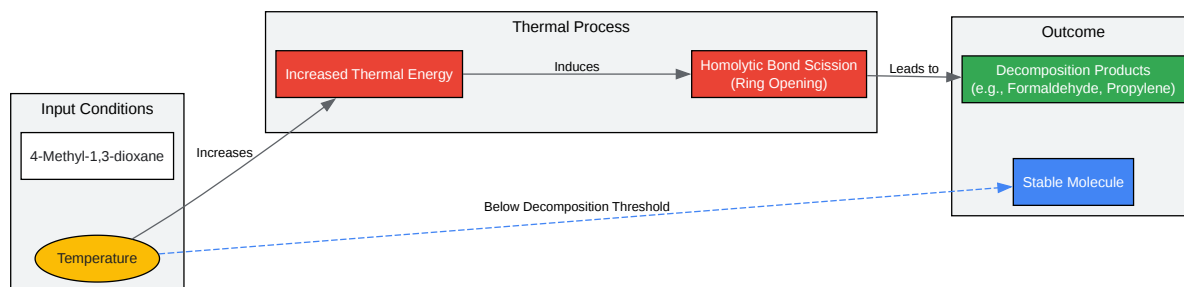 Input Conditions
4-Methyl-1,3-dioxane
Temperature
Increases
Below Decomposition Threshold
Thermal Process
Increased Thermal Energy
Induces
Homolytic Bond Scission
(Ring Opening)
Leads to
Outcome
Decomposition Products
(e.g., Formaldehyde, Propylene)
Stable Molecule